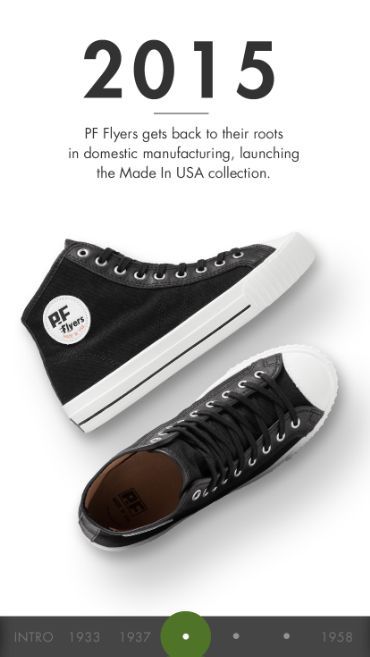 2015
PF Flyers gets back to their roots
in domestic manufacturing, launching
the Made In USA collection.
PF
Flyers
PF
INTRO 1933 1937 1958